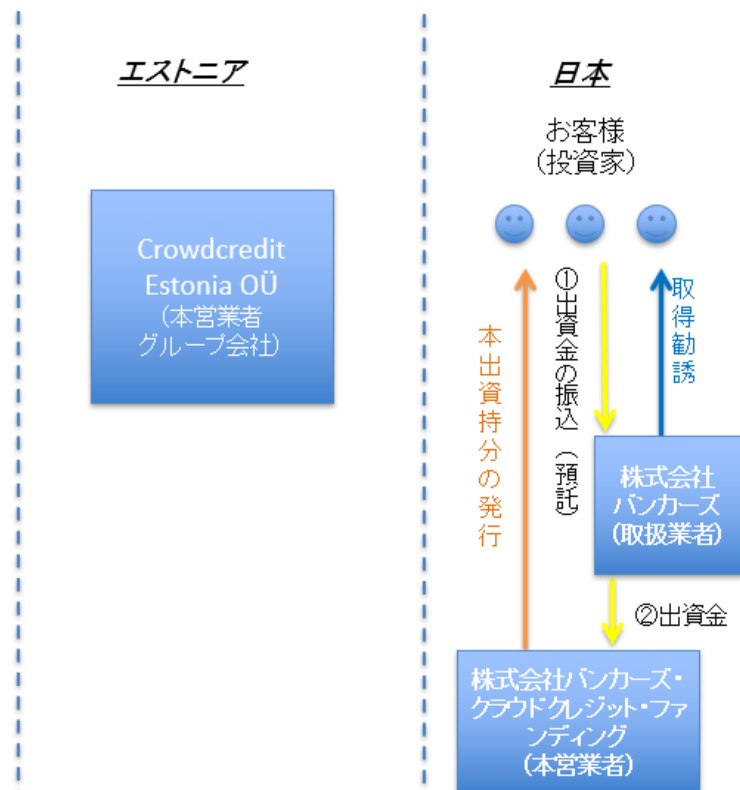 エストニア
Crowdcredit
Estonia OÜ
(本営業者
グループ会社)
日本
お客様
(投資家)
本出資持分の発行
①出資金の振込(預託)
取得勧誘
株式会社
バンカーズ
(取扱業者)
②出資金
株式会社バンカーズ・
クラウドクレジット・ファ
ンディング
(本営業者)